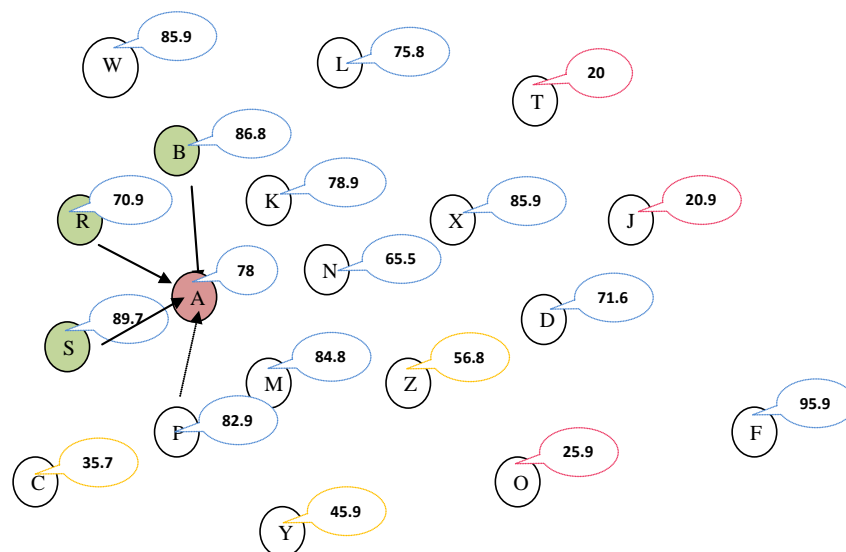 W 85.9
L 75.8
T 20
B 86.8
K 78.9
R 70.9
X 85.9
J 20.9
A 78
N 65.5
D 71.6
S 89.7
M 84.8
Z 56.8
P 82.9
F 95.9
C 35.7
O 25.9
Y 45.9